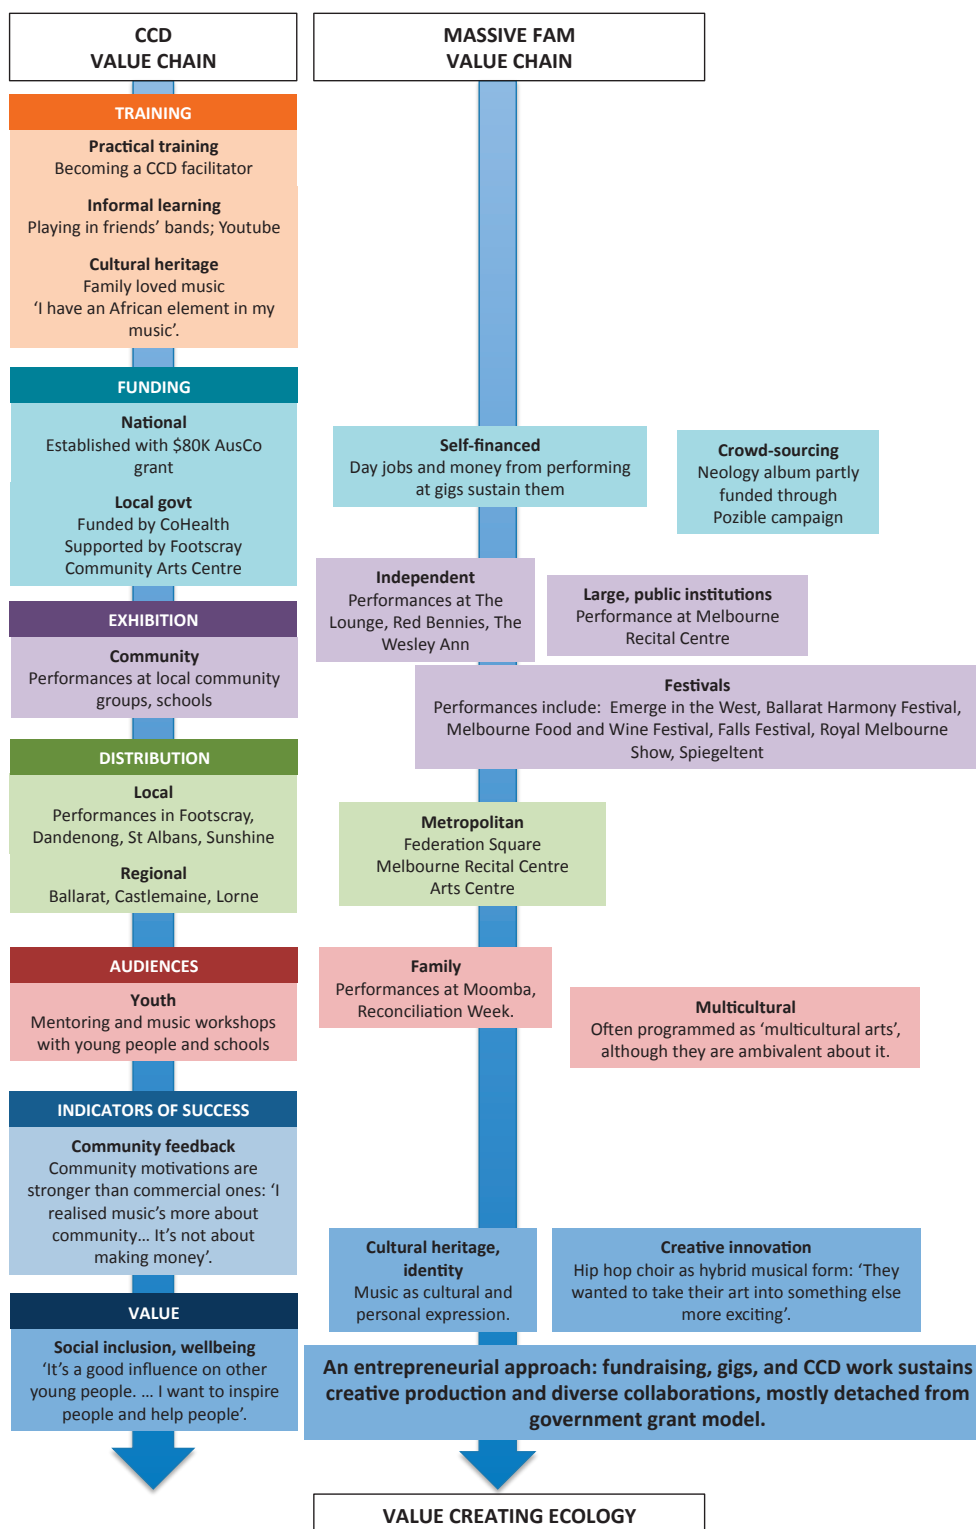 CCD
VALUE CHAIN
MASSIVE FAM
VALUE CHAIN
TRAINING
Practical training
Becoming a CCD facilitator
Informal learning
Playing in friends’ bands; Youtube
Cultural heritage
Family loved music
‘I have an African element in my
music’.
FUNDING
National
Established with $80K AusCo
grant
Local govt
Funded by CoHealth
Supported by Footscray
Community Arts Centre
Self-financed
Day jobs and money from performing
at gigs sustain them
Crowd-sourcing
Neology album partly
funded through
Pozible campaign
EXHIBITION
Community
Performances at local community
groups, schools
Independent
Performances at The
Lounge, Red Bennies, The
Wesley Ann
Large, public institutions
Performance at Melbourne
Recital Centre
Festivals
Performances include:  Emerge in the West, Ballarat Harmony Festival,
Melbourne Food and Wine Festival, Falls Festival, Royal Melbourne
Show, Spiegeltent
DISTRIBUTION
Local
Performances in Footscray,
Dandenong, St Albans, Sunshine
Regional
Ballarat, Castlemaine, Lorne
Metropolitan
Federation Square
Melbourne Recital Centre
Arts Centre
AUDIENCES
Youth
Mentoring and music workshops
with young people and schools
Family
Performances at Moomba,
Reconciliation Week.
Multicultural
Often programmed as ‘multicultural arts’,
although they are ambivalent about it.
INDICATORS OF SUCCESS
Community feedback
Community motivations are
stronger than commercial ones: ‘I
realised music’s more about
community… It’s not about
making money’.
VALUE
Social inclusion, wellbeing
‘It’s a good influence on other
young people. … I want to inspire
people and help people’.
Cultural heritage,
identity
Music as cultural and
personal expression.
Creative innovation
Hip hop choir as hybrid musical form: ‘They
wanted to take their art into something else
more exciting’.
An entrepreneurial approach: fundraising, gigs, and CCD work sustains
creative production and diverse collaborations, mostly detached from
government grant model.
VALUE CREATING ECOLOGY